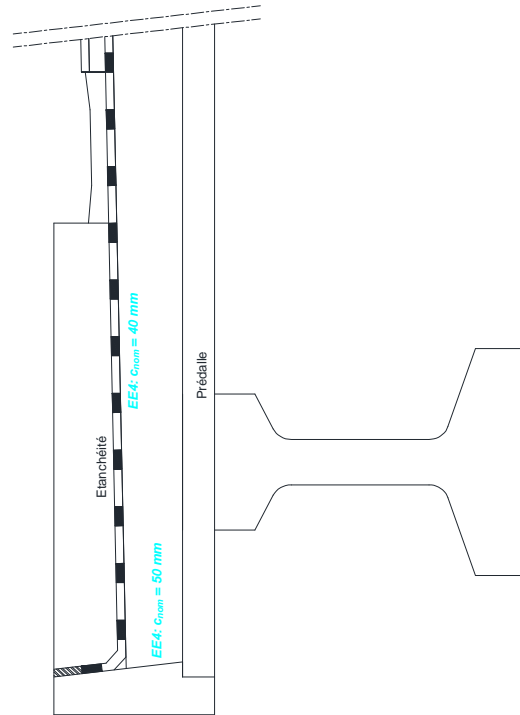 EE4: cnom = 40 mm
Prédalle
Etanchéité
EE4: cnom = 50 mm